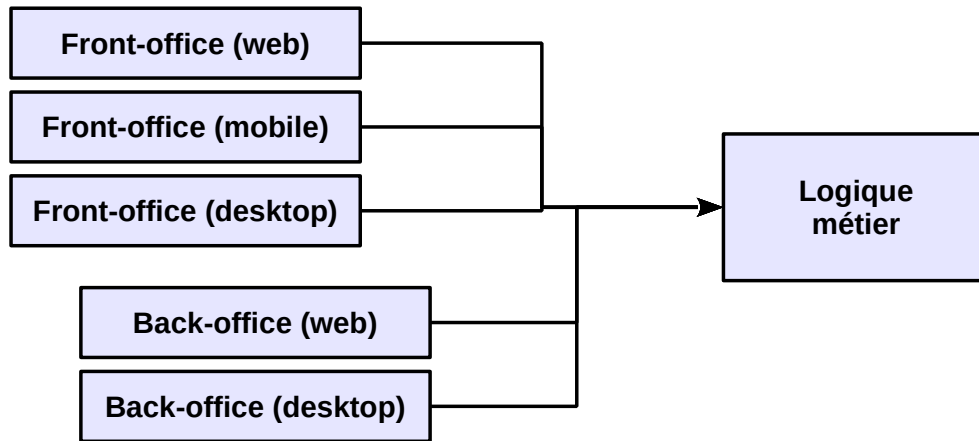 Front-office (web)
Front-office (mobile)
Front-office (desktop)
Logique
métier
Back-office (web)
Back-office (desktop)